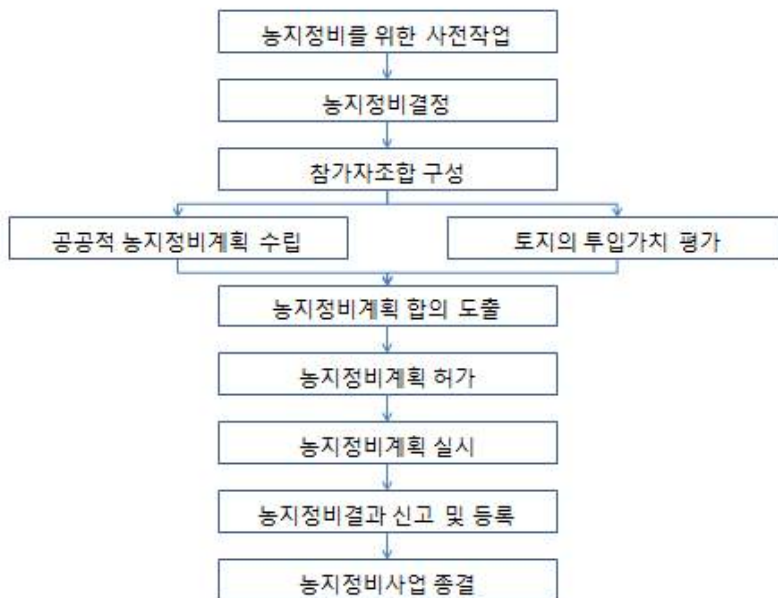 농지정비를 위한 사전작업
농지정비결정
참가자조합 구성
공공적 농지정비계획 수립
토지의 투입가치 평가
농지정비계획 합의 도출
농지정비계획 허가
농지정비계획 실시
농지정비결과 신고 및 등록
농지정비사업 종결